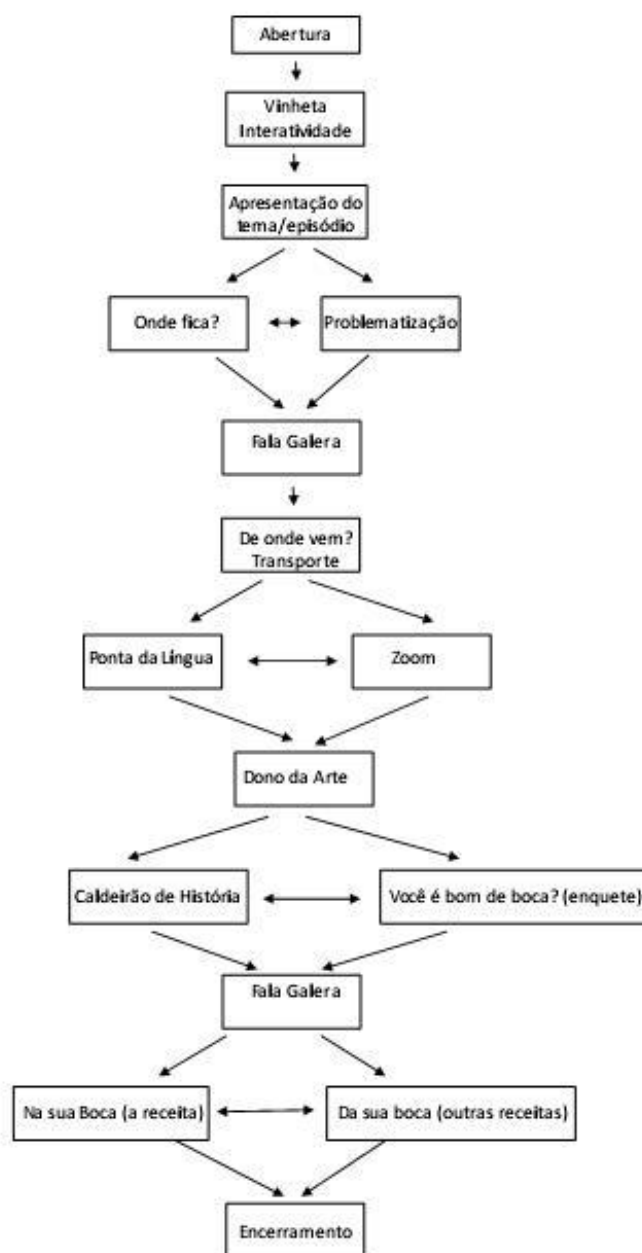 Abertura
Viinheta
Interatividade
Apresentação do
tema/episódio
Onde fica?
Problematização
Fala Galera
De onde vem?
Transporte
Ponta da Língua
Zoom
Dono da Arte
Caldeirão de História
Você é bom de boca? (enquete)
Fala Galera
Na sua Boca (a receita)
Da sua boca (outras receitas)
Encerramento